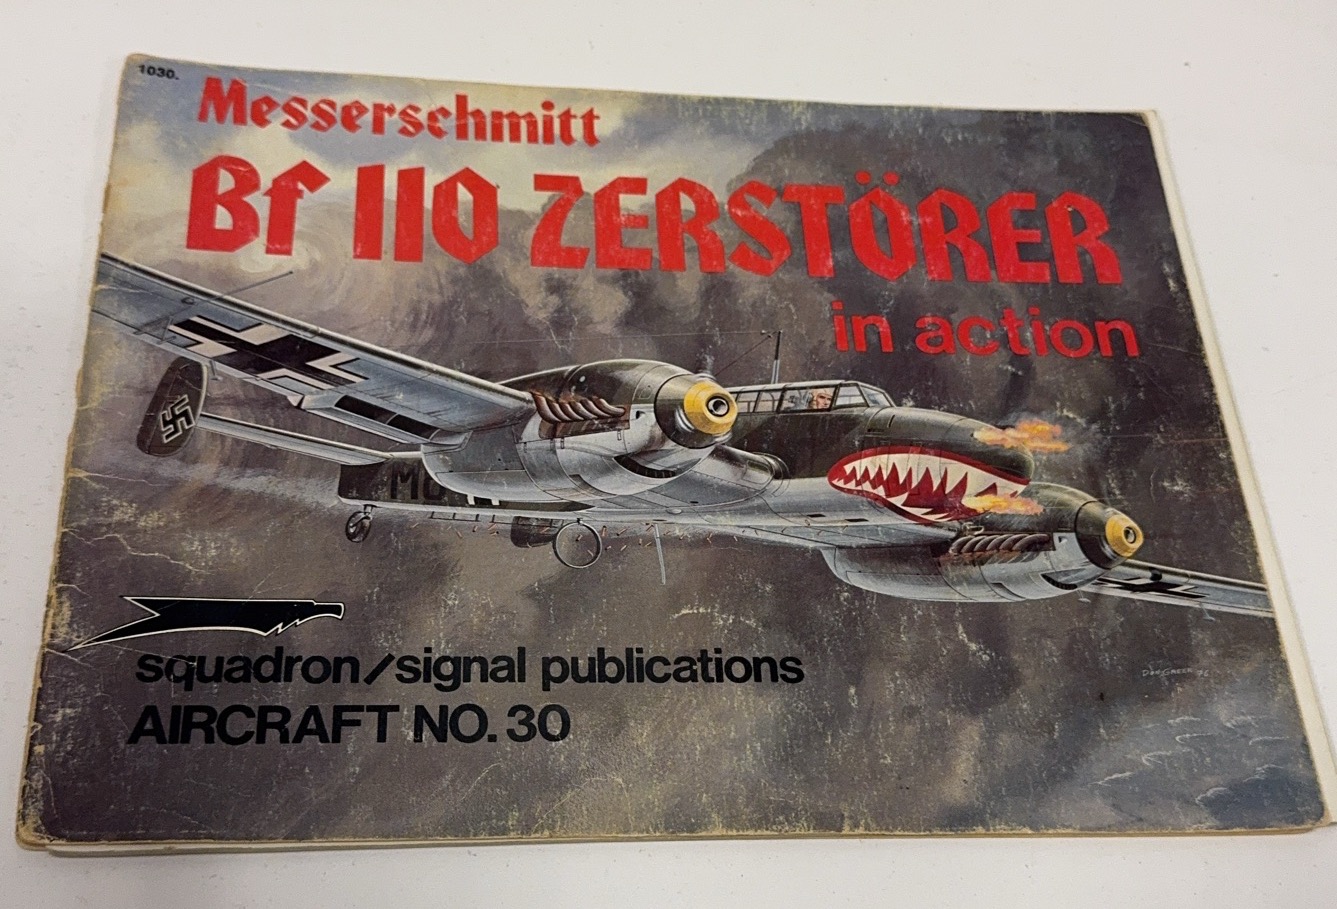 1030.
Messerschmitt
Bf 110 ZERSTÖRER
in action
squadron/signal publications
AIRCRAFT NO. 30